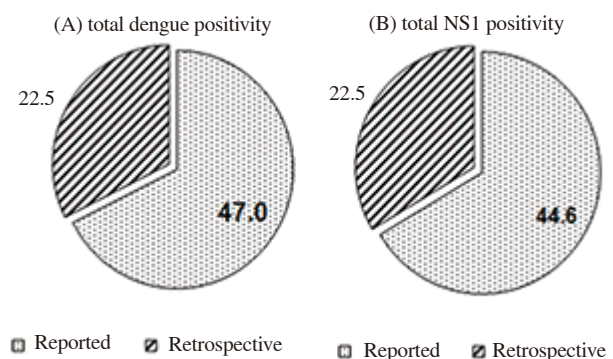 (A) total dengue positivity
22.5
47.0
Reported Retrospective
(B) total NS1 positivity
22.5
44.6
Reported Retrospective